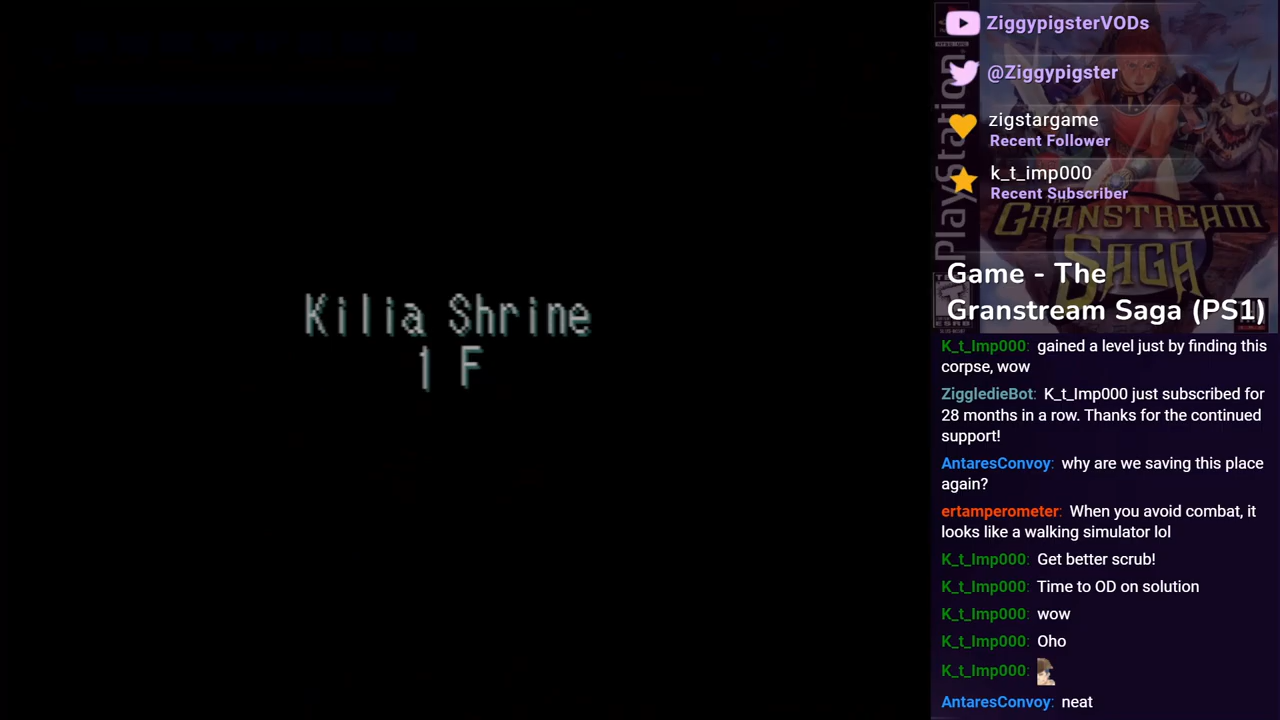 Kilia Shrine
1 F
ZiggypigsterVODs
@Ziggypigster
zigstargame
Recent Follower
k_t_imp000
Recent Subscriber
PlayStation
THE
GRANSTREAM
SAGA
Game - The
Granstream Saga (PS1)
K_t_Imp000: gained a level just by finding this
corpse, wow
ZiggledieBot: K_t_Imp000 just subscribed for
28 months in a row. Thanks for the continued
support!
AntaresConvoy: why are we saving this place
again?
ertamperometer: When you avoid combat, it
looks like a walking simulator lol
K_t_Imp000: Get better scrub!
K_t_Imp000: Time to OD on solution
K_t_Imp000: wow
K_t_Imp000: Oho
K_t_Imp000:
AntaresConvoy: neat